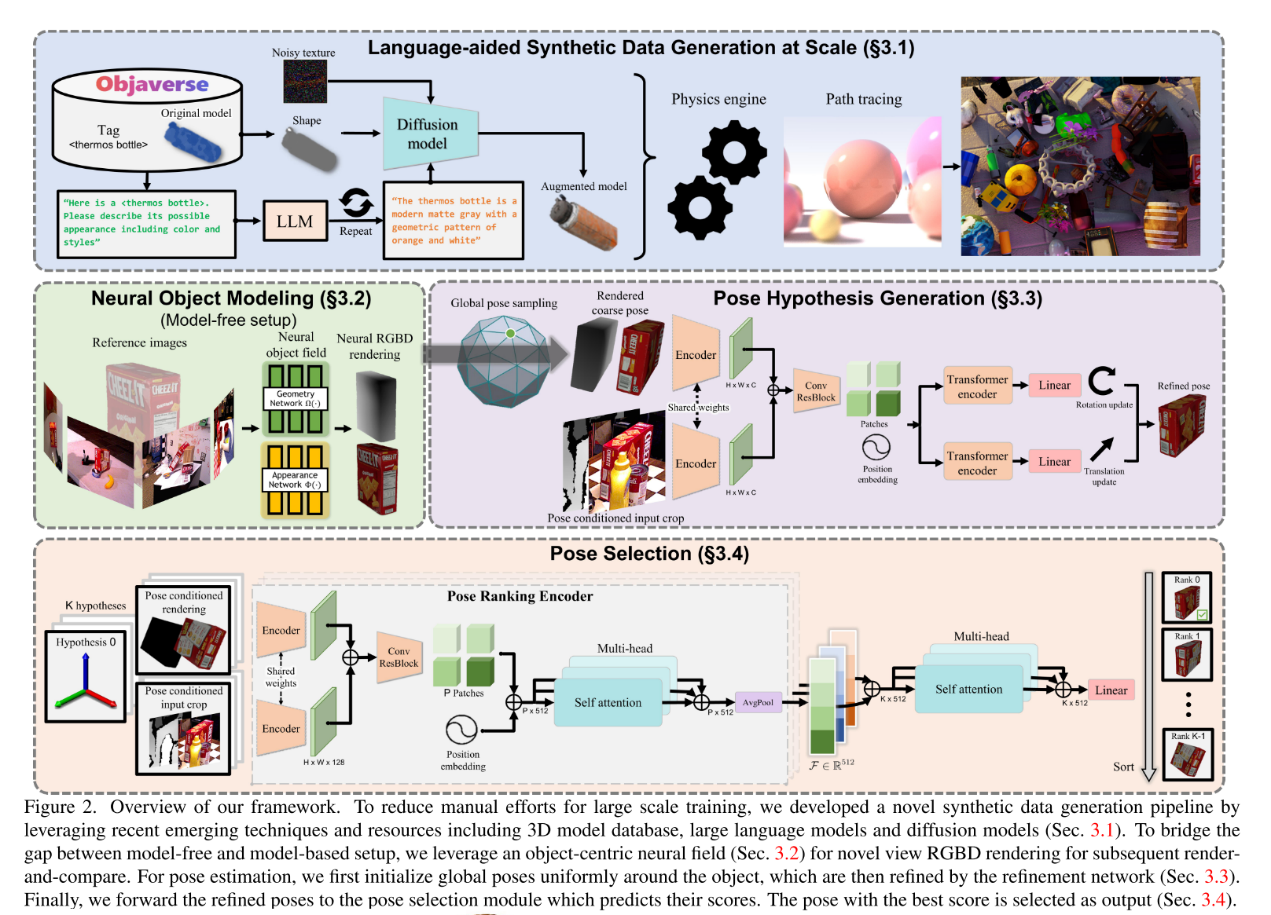 Language-aided Synthetic Data Generation at Scale (§3.1)
Noisy texture
Objaverse
Original model
Tag
<thermos bottle>
Shape
Diffusion
model
Augmented model
"Here is a <thermos bottle>.
Please describe its possible
appearance including color and
styles"
LLM
Repeat
"The thermos bottle is a
modern matte gray with a
geometric pattern of
orange and white"
Physics engine
Path tracing
Neural Object Modeling (§3.2)
(Model-free setup)
Reference images
Neural
object field
Neural RGBD
rendering
CHEEZ-IT
Geometry
Network Ω(·)
Appearance
Network Φ(·)
Pose Hypothesis Generation (§3.3)
Global pose sampling
Rendered
coarse pose
Encoder
H x W x C
Shared weights
Encoder
H x W x C
Pose conditioned input crop
Conv
ResBlock
Patches
Position
embedding
Transformer
encoder
Linear
Rotation update
Transformer
encoder
Linear
Translation
update
Refined pose
Pose Selection (§3.4)
K hypotheses
Hypothesis 0
Pose conditioned
rendering
Pose conditioned
input crop
Pose Ranking Encoder
Encoder
Shared
weights
Encoder
H x W x 128
Conv
ResBlock
P Patches
Position
embedding
P x 512
Multi-head
Self attention
P x 512
AvgPool
F ∈ ℝ⁵¹²
K x 512
Multi-head
Self attention
K x 512
Linear
Sort
Rank 0
Rank 1
Rank K-1
Figure 2. Overview of our framework. To reduce manual efforts for large scale training, we developed a novel synthetic data generation pipeline by
leveraging recent emerging techniques and resources including 3D model database, large language models and diffusion models (Sec. 3.1). To bridge the
gap between model-free and model-based setup, we leverage an object-centric neural field (Sec. 3.2) for novel view RGBD rendering for subsequent render-
and-compare. For pose estimation, we first initialize global poses uniformly around the object, which are then refined by the refinement network (Sec. 3.3).
Finally, we forward the refined poses to the pose selection module which predicts their scores. The pose with the best score is selected as output (Sec. 3.4).